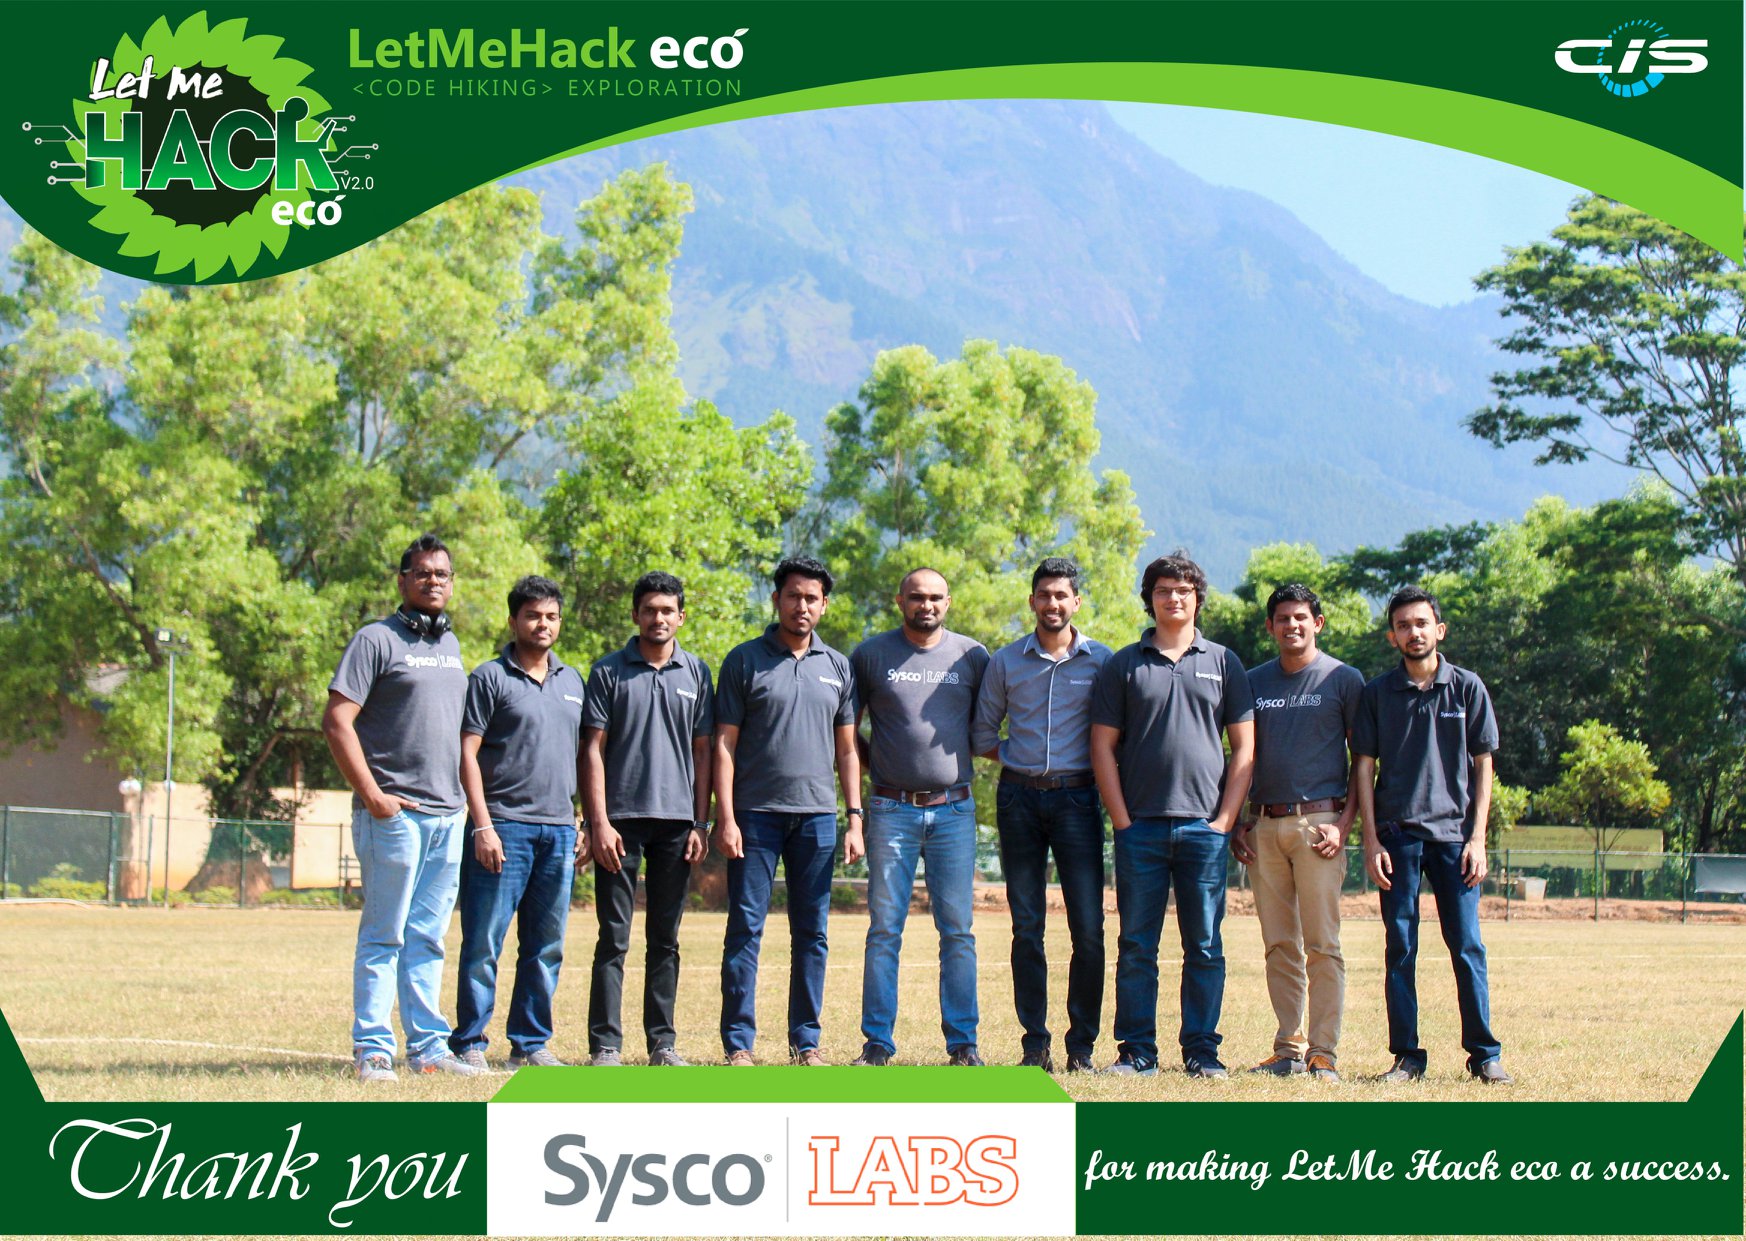 Let Me
HACK
V2.0
eco
LetMeHack eco
<CODE HIKING> EXPLORATION
CIS
Sysco LABS
Sysco LABS
Sysco LABS
Thank you
Sysco® LABS
for making LetMe Hack eco a success.